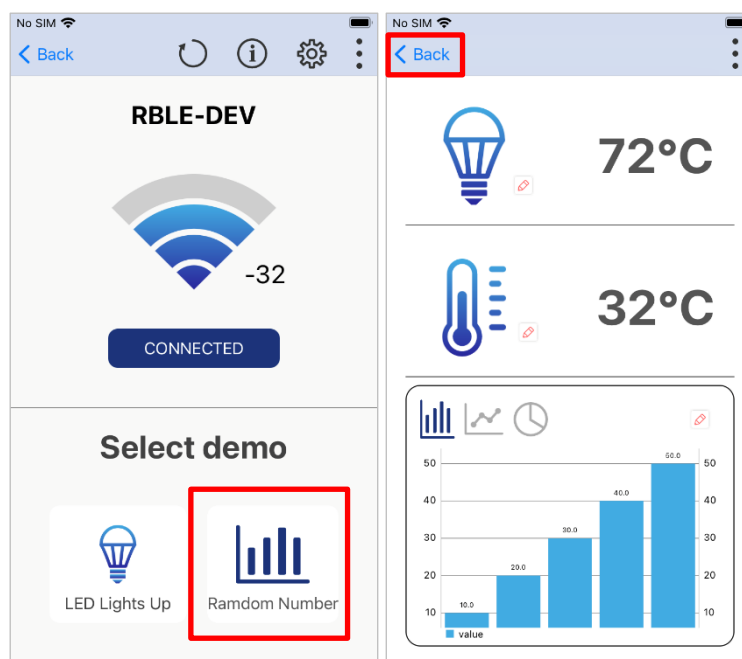 No SIM
Back
RBLE-DEV
-32
CONNECTED
Select demo
LED Lights Up
Ramdom Number
No SIM
Back
72°C
32°C
50
40
30
20
10
10.0
20.0
30.0
40.0
50.0
50
40
30
20
10
value